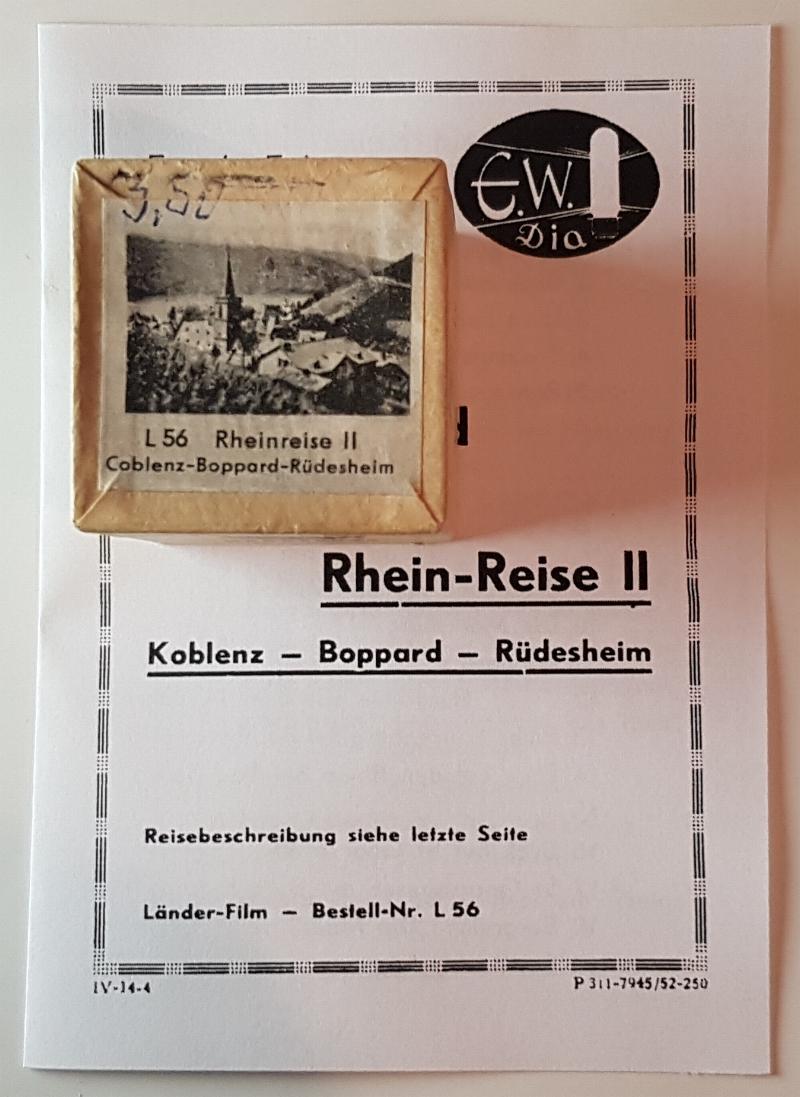 E.W.
Dia
3,50
L 56 Rheinreise II
Coblenz-Boppard-Rüdesheim
Rhein-Reise II
Koblenz – Boppard – Rüdesheim
Reisebeschreibung siehe letzte Seite
Länder-Film – Bestell-Nr. L 56
IV-14-4 P 311-7945/52-250